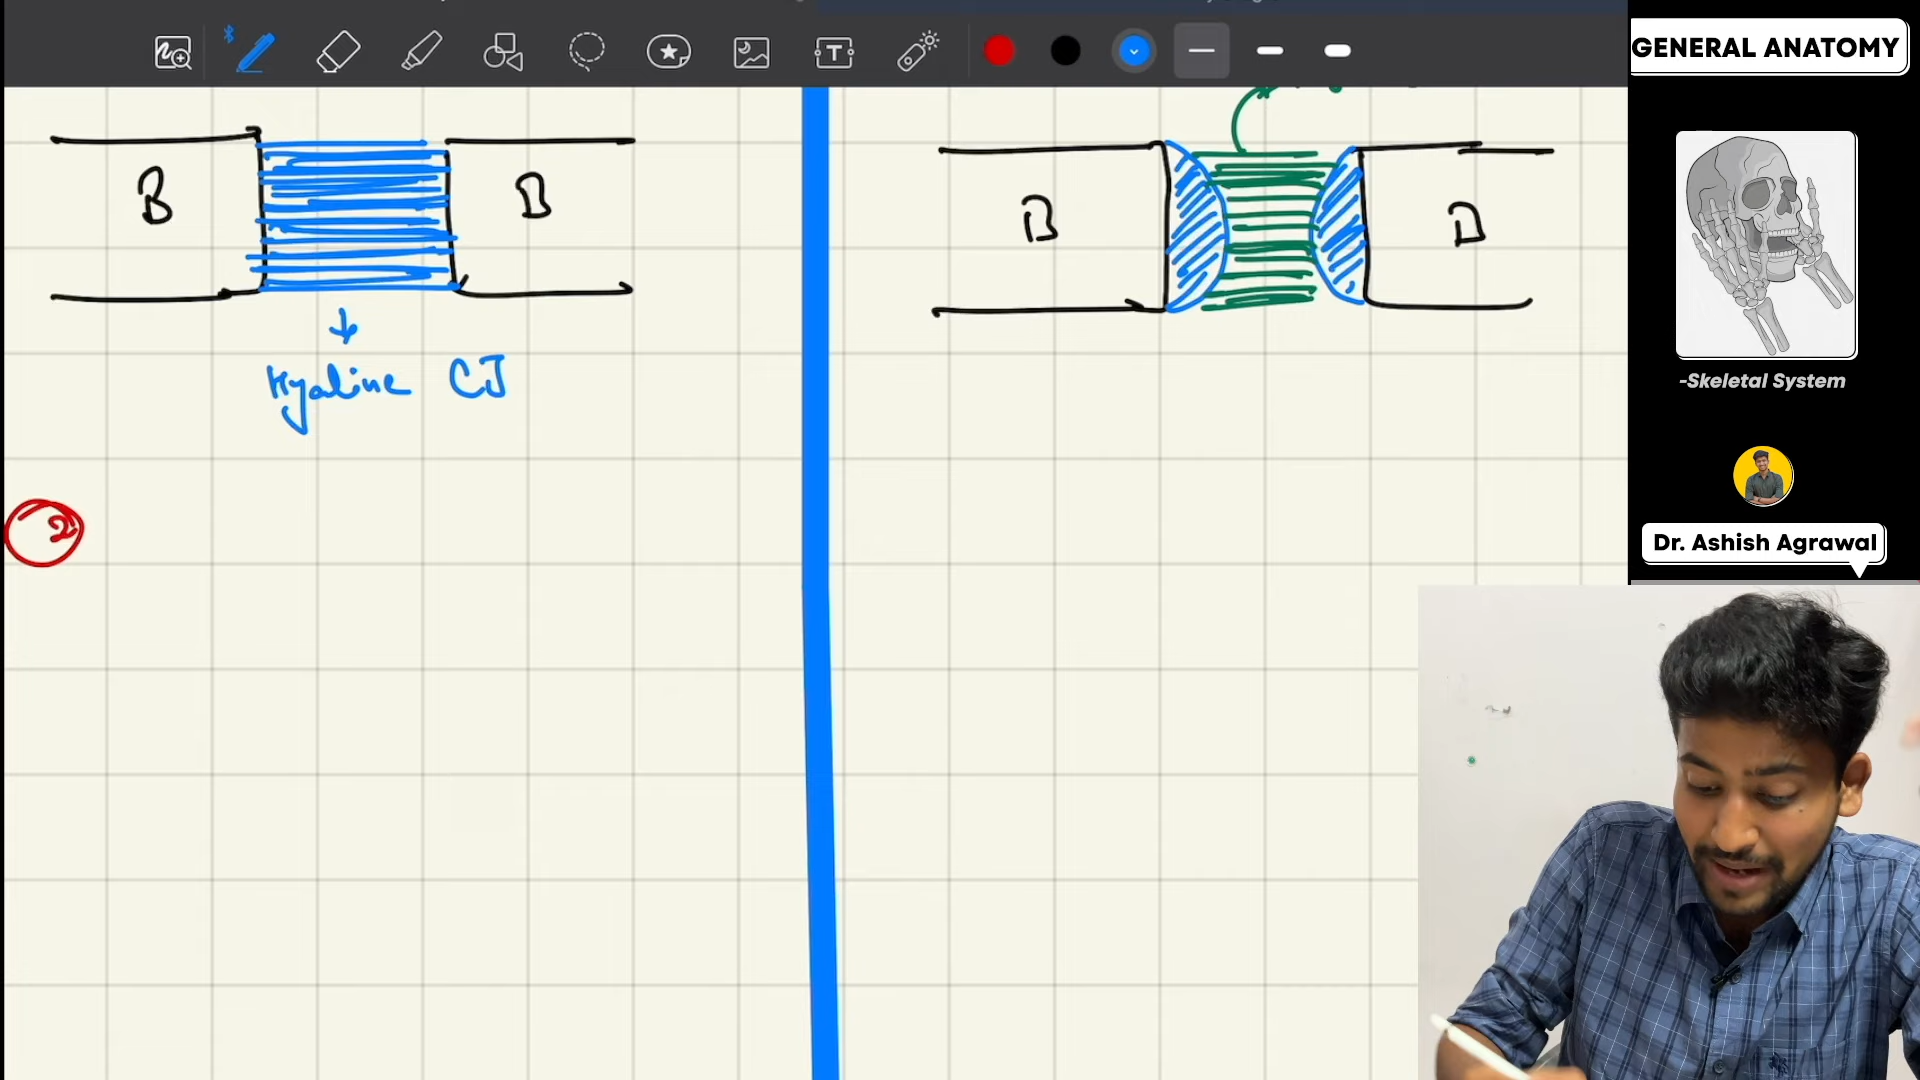 GENERAL ANATOMY
T
B
B
B
B
Hyaline CJ
2
-Skeletal System
Dr. Ashish Agrawal